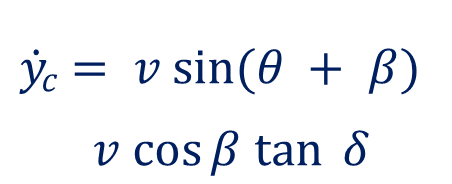 ẏc = v sin(θ + β)
v cos β tan δ